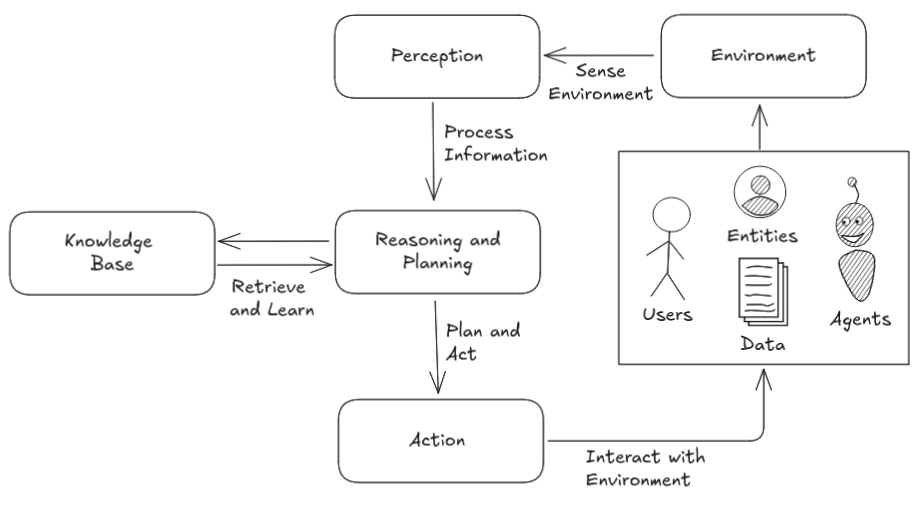 Perception
Environment
Sense
Environment
Process
Information
Knowledge
Base
Reasoning and
Planning
Retrieve
and Learn
Entities
Users
Agents
Data
Plan and
Act
Action
Interact with
Environment